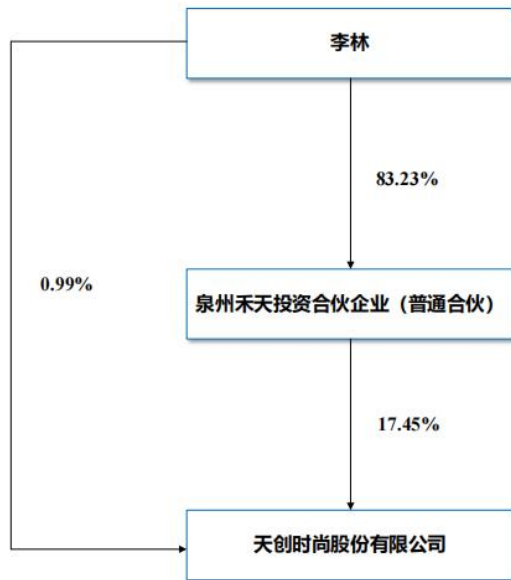 李林
83.23%
0.99%
泉州禾天投资合伙企业（普通合伙）
17.45%
天创时尚股份有限公司